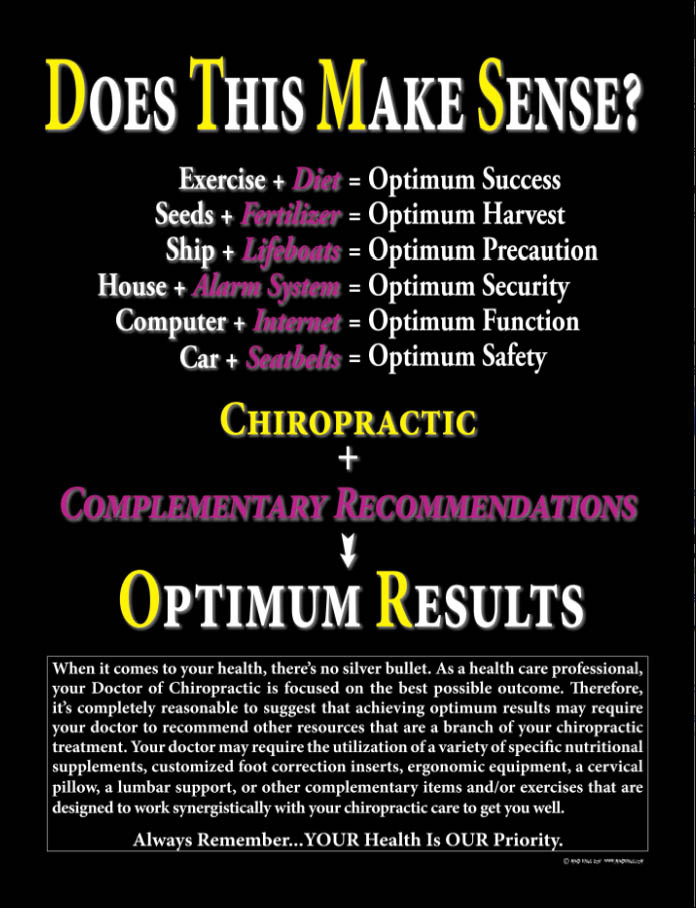 DOES THIS MAKE SENSE?
Exercise + Diet = Optimum Success
Seeds + Fertilizer = Optimum Harvest
Ship + Lifeboats = Optimum Precaution
House + Alarm System = Optimum Security
Computer + Internet = Optimum Function
Car + Seatbelts = Optimum Safety
CHIROPRACTIC
+
COMPLEMENTARY RECOMMENDATIONS
OPTIMUM RESULTS
When it comes to your health, there's no silver bullet. As a health care professional,
your Doctor of Chiropractic is focused on the best possible outcome. Therefore,
it's completely reasonable to suggest that achieving optimum results may require
your doctor to recommend other resources that are a branch of your chiropractic
treatment. Your doctor may require the utilization of a variety of specific nutritional
supplements, customized foot correction inserts, ergonomic equipment, a cervical
pillow, a lumbar support, or other complementary items and/or exercises that are
designed to work synergistically with your chiropractic care to get you well.
Always Remember...YOUR Health Is OUR Priority.
©